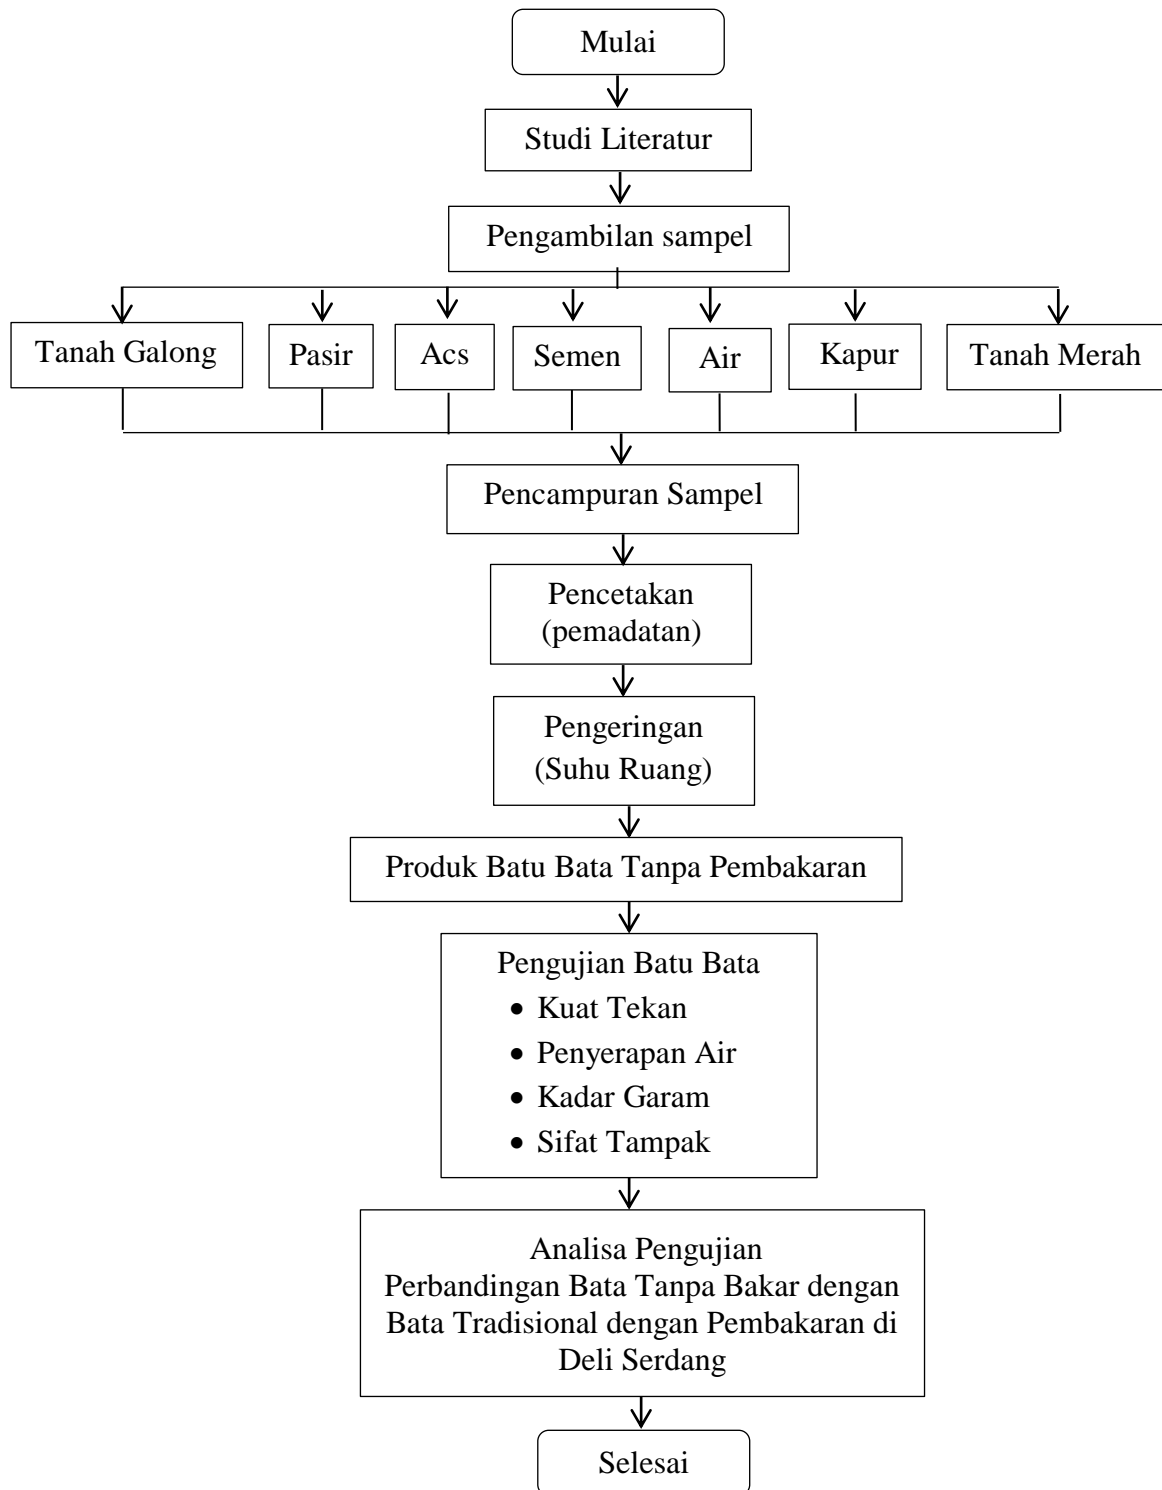 Mulai
Studi Literatur
Pengambilan sampel
Tanah Galong
Pasir
Acs
Semen
Air
Kapur
Tanah Merah
Pencampuran Sampel
Pencetakan
(pemadatan)
Pengeringan
(Suhu Ruang)
Produk Batu Bata Tanpa Pembakaran
Pengujian Batu Bata
• Kuat Tekan
• Penyerapan Air
• Kadar Garam
• Sifat Tampak
Analisa Pengujian
Perbandingan Bata Tanpa Bakar dengan
Bata Tradisional dengan Pembakaran di
Deli Serdang
Selesai